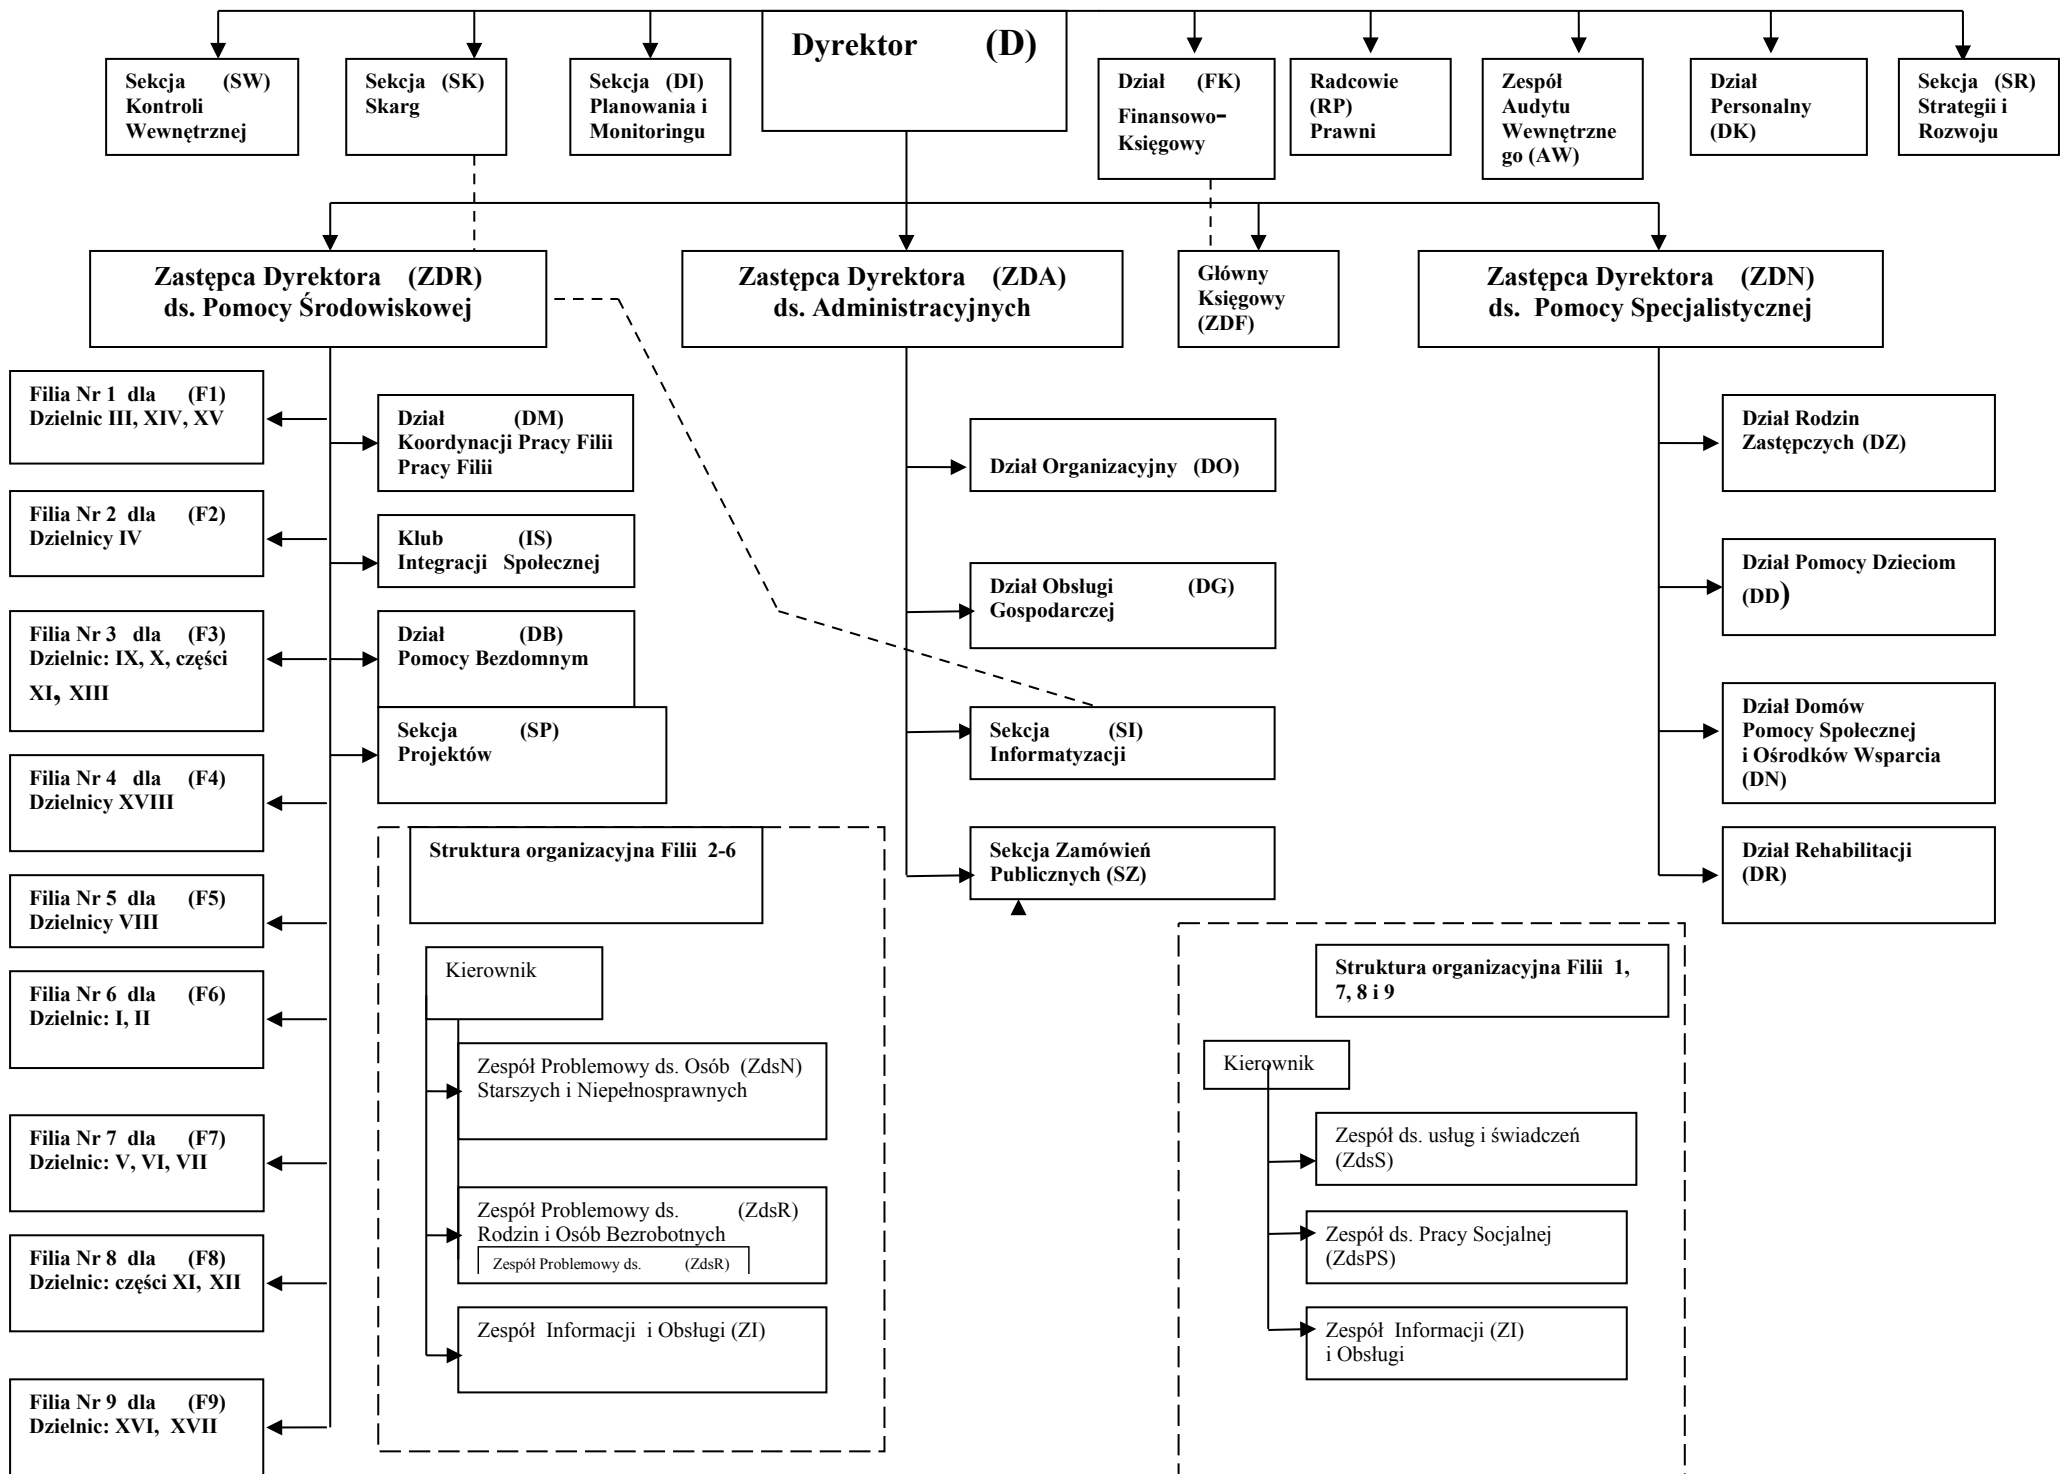 Dyrektor (D)
Sekcja (SW)
Kontroli
Wewnętrznej
Sekcja (SK)
Skarg
Sekcja (DI)
Planowania i
Monitoringu
Dział (FK)
Finansowo–
Księgowy
Radcowie
(RP)
Prawni
Zespół
Audytu
Wewnętrzne
go (AW)
Dział
Personalny
(DK)
Sekcja (SR)
Strategii i
Rozwoju
Zastępca Dyrektora (ZDR)
ds. Pomocy Środowiskowej
Zastępca Dyrektora (ZDA)
ds. Administracyjnych
Główny
Księgowy
(ZDF)
Zastępca Dyrektora (ZDN)
ds. Pomocy Specjalistycznej
Filia Nr 1 dla (F1)
Dzielnic III, XIV, XV
Filia Nr 2 dla (F2)
Dzielnicy IV
Filia Nr 3 dla (F3)
Dzielnic: IX, X, części
XI, XIII
Filia Nr 4 dla (F4)
Dzielnicy XVIII
Filia Nr 5 dla (F5)
Dzielnicy VIII
Filia Nr 6 dla (F6)
Dzielnic: I, II
Filia Nr 7 dla (F7)
Dzielnic: V, VI, VII
Filia Nr 8 dla (F8)
Dzielnic: części XI, XII
Filia Nr 9 dla (F9)
Dzielnic: XVI, XVII
Dział (DM)
Koordynacji Pracy Filii
Pracy Filii
Klub (IS)
Integracji Społecznej
Dział (DB)
Pomocy Bezdomnym
Sekcja (SP)
Projektów
Dział Organizacyjny (DO)
Dział Obsługi (DG)
Gospodarczej
Sekcja (SI)
Informatyzacji
Sekcja Zamówień
Publicznych (SZ)
Dział Rodzin
Zastępczych (DZ)
Dział Pomocy Dzieciom
(DD)
Dział Domów
Pomocy Społecznej
i Ośrodków Wsparcia
(DN)
Dział Rehabilitacji
(DR)
Struktura organizacyjna Filii 2-6
Kierownik
Zespół Problemowy ds. Osób (ZdsN)
Starszych i Niepełnosprawnych
Zespół Problemowy ds. (ZdsR)
Rodzin i Osób Bezrobotnych
Zespół Problemowy ds. (ZdsR)
Zespół Informacji i Obsługi (ZI)
Struktura organizacyjna Filii 1,
7, 8 i 9
Kierownik
Zespół ds. usług i świadczeń
(ZdsS)
Zespół ds. Pracy Socjalnej
(ZdsPS)
Zespół Informacji (ZI)
i Obsługi